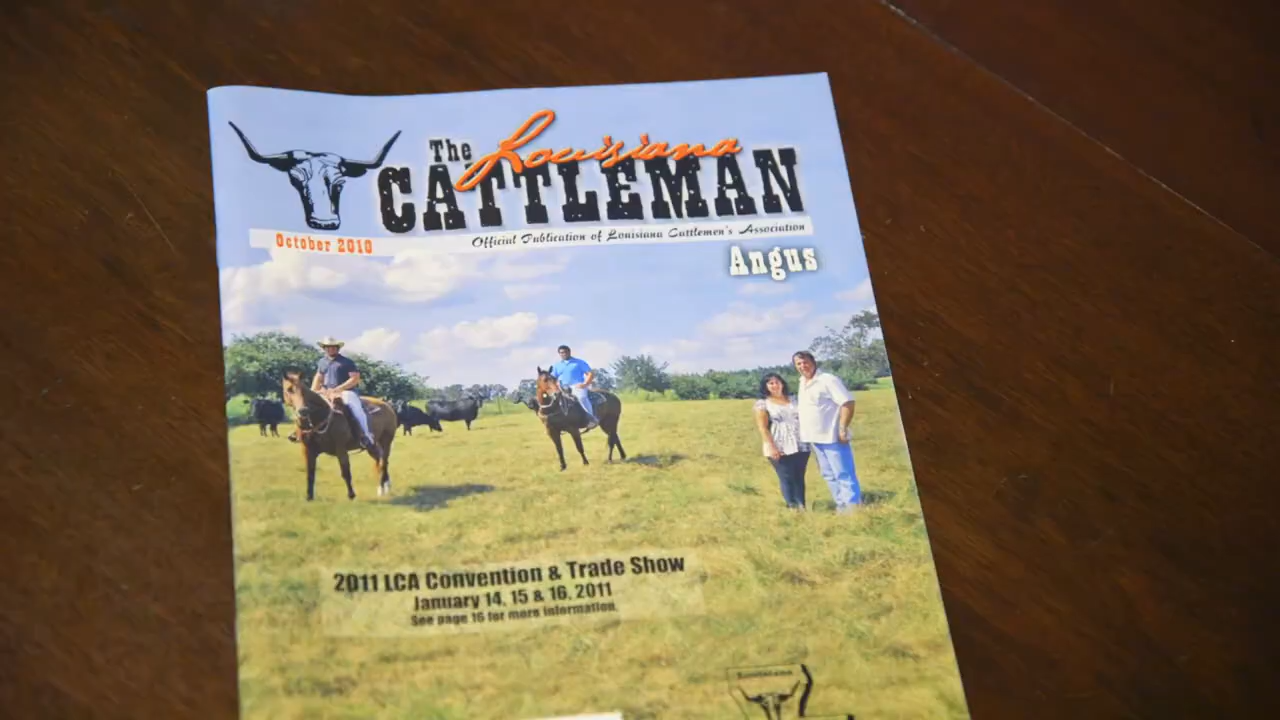 The Louisiana
CATTLEMAN
October 2010
Official Publication of Louisiana Cattlemen's Association
Angus
2011 LCA Convention & Trade Show
January 14, 15 & 16, 2011
See page 16 for more information.